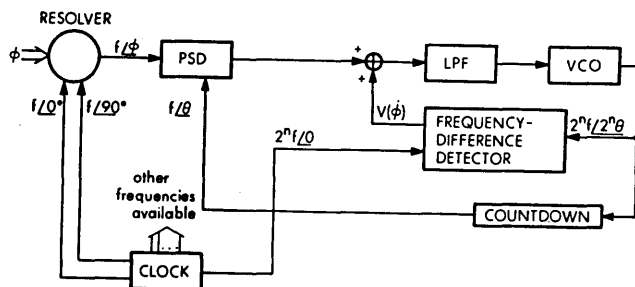 RESOLVER
ϕ
f/ϕ
PSD
+
+
LPF
VCO
f/0°
f/90°
f/θ
V(ϕ̇)
FREQUENCY-
DIFFERENCE
DETECTOR
2ⁿf/0
2ⁿf/2ⁿθ
other
frequencies
available
COUNTDOWN
CLOCK